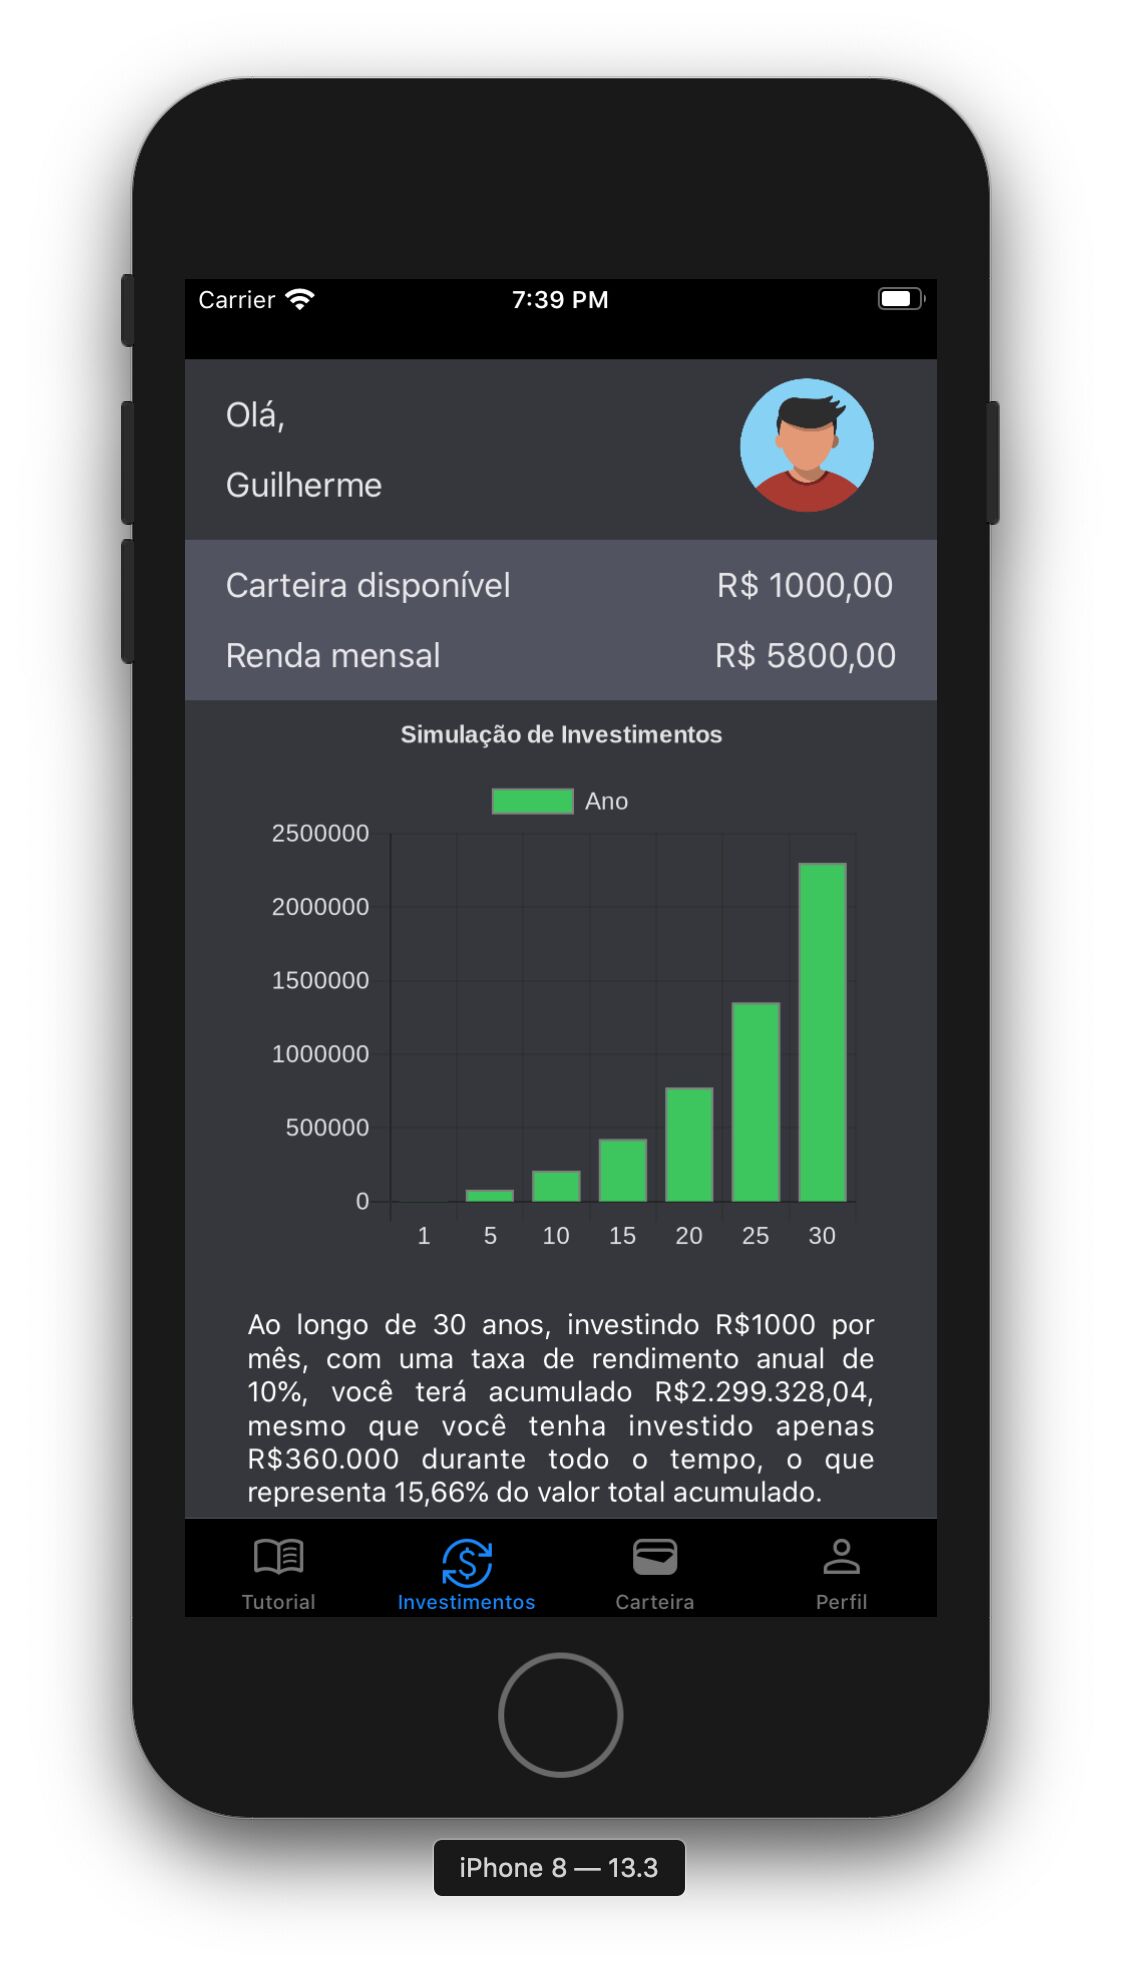 Carrier 7:39 PM
Olá,
Guilherme
Carteira disponível R$ 1000,00
Renda mensal R$ 5800,00
Simulação de Investimentos
Ano
2500000
2000000
1500000
1000000
500000
0
1 5 10 15 20 25 30
Ao longo de 30 anos, investindo R$1000 por
mês, com uma taxa de rendimento anual de
10%, você terá acumulado R$2.299.328,04,
mesmo que você tenha investido apenas
R$360.000 durante todo o tempo, o que
representa 15,66% do valor total acumulado.
Tutorial Investimentos Carteira Perfil
iPhone 8 — 13.3